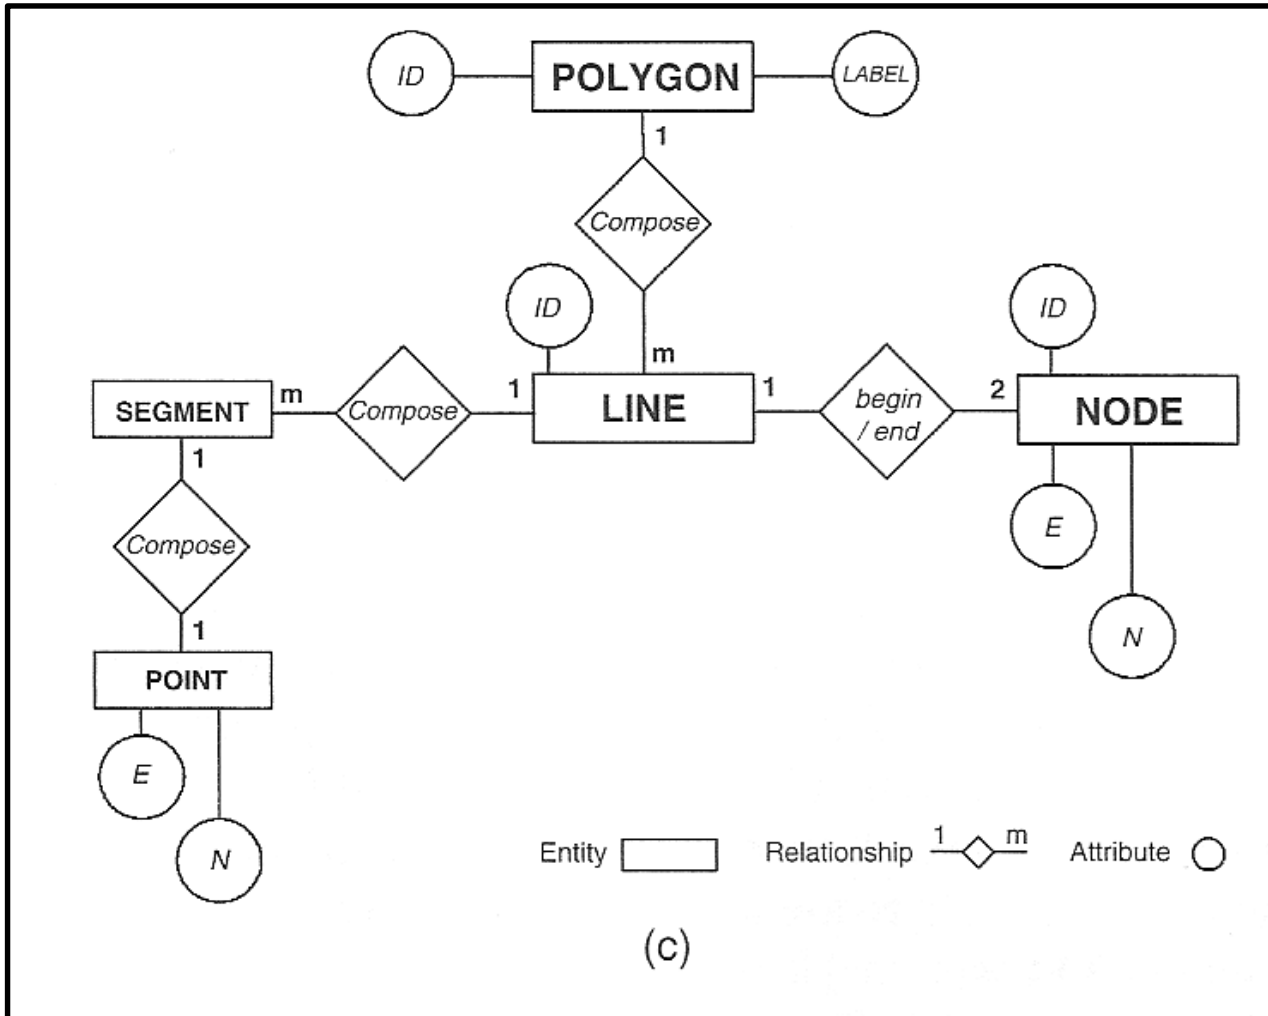 ID
POLYGON
LABEL
1
Compose
ID
ID
m
SEGMENT
m
Compose
1
LINE
1
begin
/ end
2
NODE
1
Compose
E
1
N
POINT
E
N
Entity
Relationship
1
m
Attribute
(c)